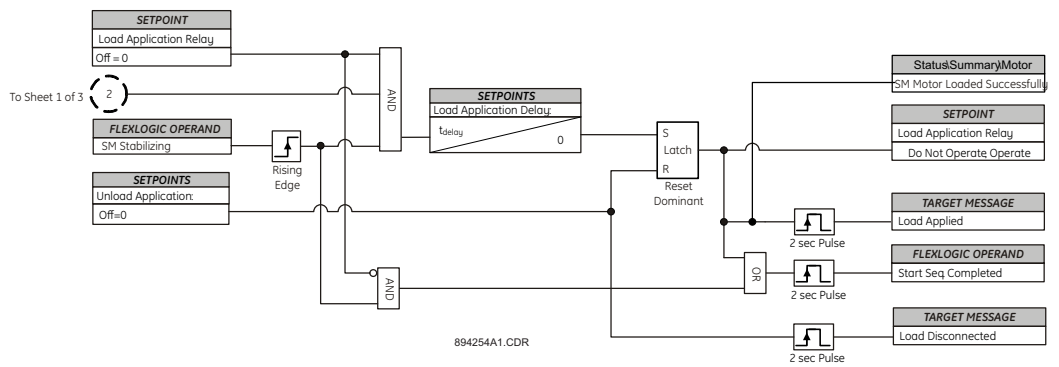 SETPOINT
Load Application Relay
Off = 0
To Sheet 1 of 3
2
FLEXLOGIC OPERAND
SM Stabilizing
Rising
Edge
SETPOINTS
Unload Application:
Off=0
AND
SETPOINTS
Load Application Delay:
tdelay
0
AND
S
Latch
R
Reset
Dominant
OR
894254A1.CDR
Status\Summary\Motor
SM Motor Loaded Successfully
SETPOINT
Load Application Relay
Do Not Operate, Operate
2 sec Pulse
TARGET MESSAGE
Load Applied
2 sec Pulse
FLEXLOGIC OPERAND
Start Seq. Completed
2 sec Pulse
TARGET MESSAGE
Load Disconnected